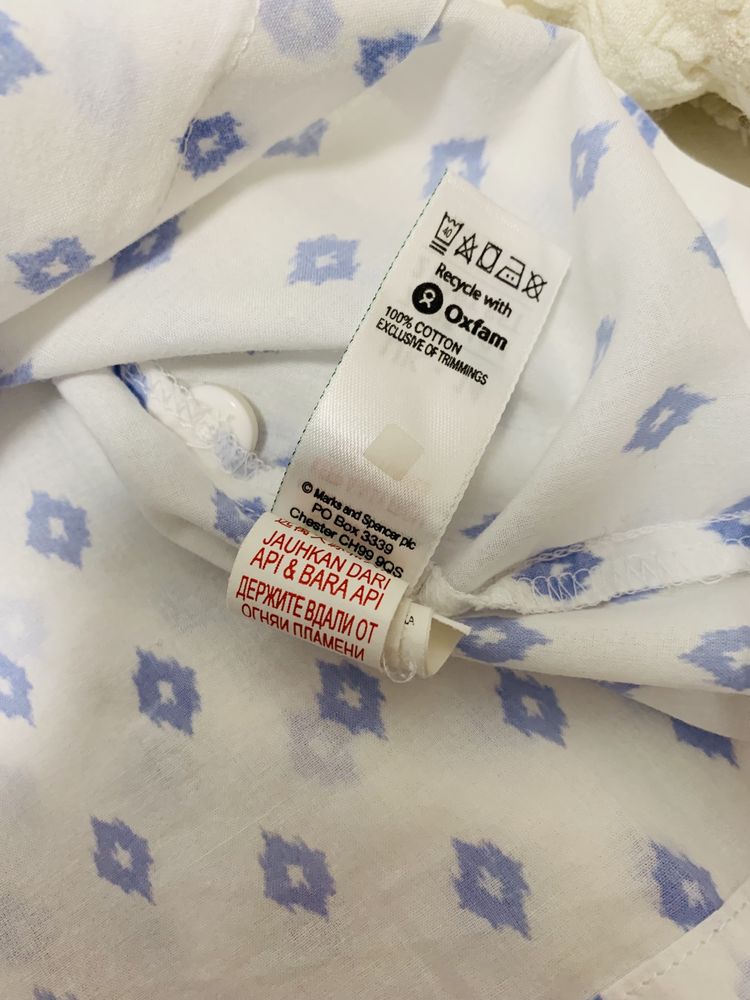 40
Recycle with
Oxfam
100% COTTON
EXCLUSIVE OF TRIMMINGS
© Marks and Spencer plc
PO Box 3339
Chester CH99 9QS
JAUHKAN DARI
API & BARA API
ДЕРЖИТЕ ВДАЛИ ОТ
ОГНЯ И ПЛАМЕНИ